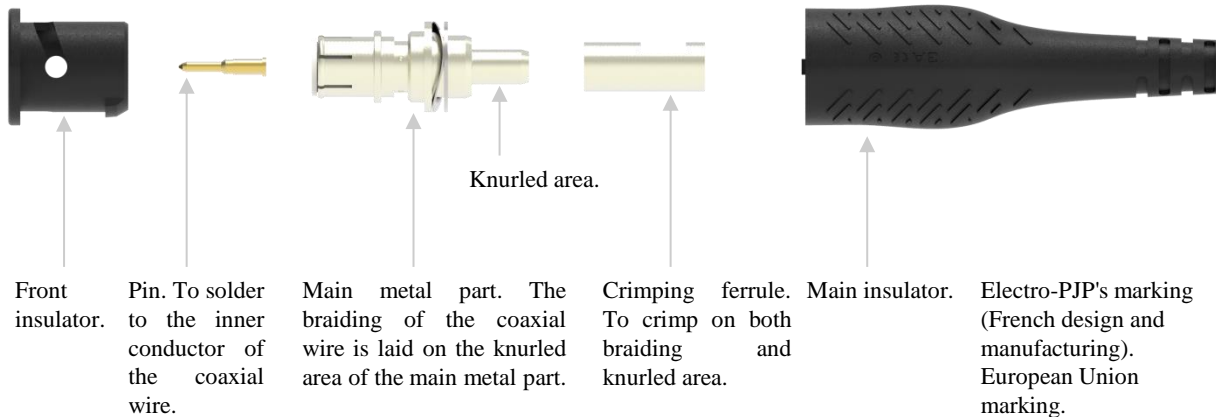 Knurled area.
Front
insulator.
Pin. To solder
to the inner
conductor of
the coaxial
wire.
Main metal part. The
braiding of the coaxial
wire is laid on the knurled
area of the main metal part.
Crimping ferrule.
To crimp on both
braiding and
knurled area.
Main insulator.
Electro-PJP's marking
(French design and
manufacturing).
European Union
marking.